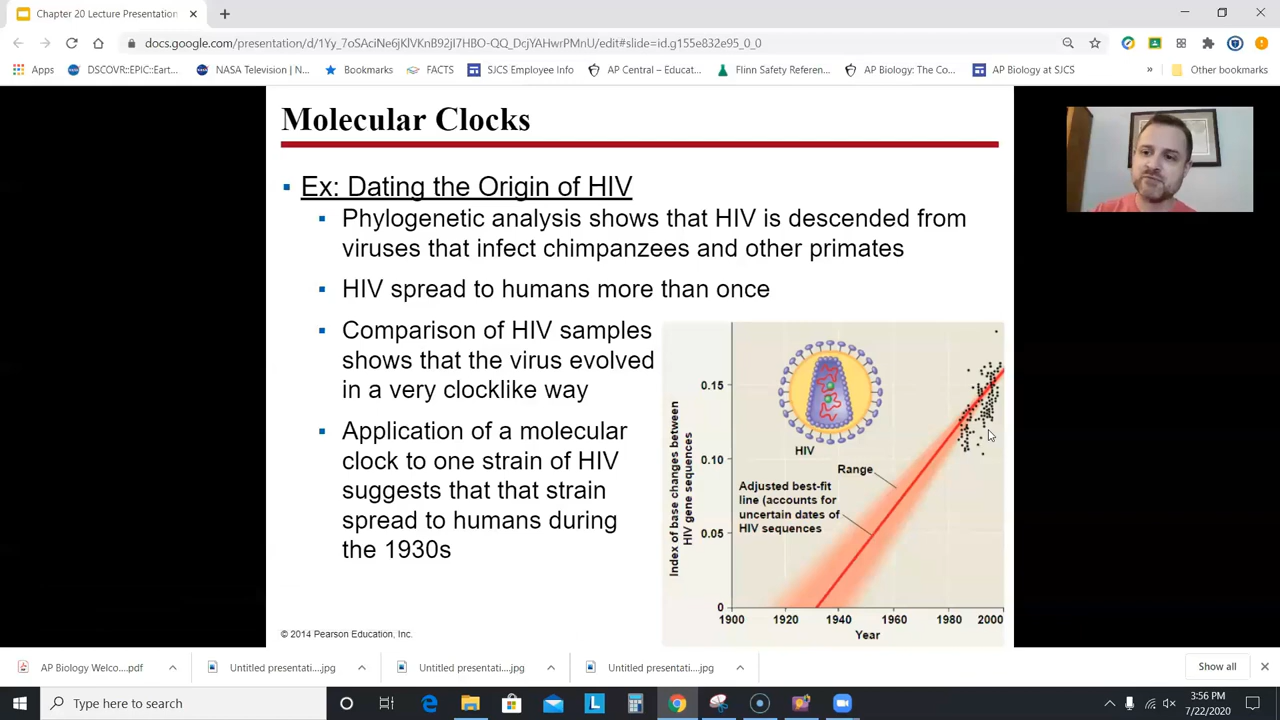 Chapter 20 Lecture Presentation
docs.google.com/presentation/d/1Yy_7oSAciNe6jKlVKnB92iI7HBO-QQ_DcjYAHwrPMnU/edit#slide=id.g155e832e95_0_0
Apps
DSCOVR::EPIC::Eart...
NASA Television | N...
Bookmarks
FACTS
SJCS Employee Info
AP Central – Educat...
Flinn Safety Referen...
AP Biology: The Co...
AP Biology at SJCS
»
Other bookmarks
Molecular Clocks
Ex: Dating the Origin of HIV
Phylogenetic analysis shows that HIV is descended from
viruses that infect chimpanzees and other primates
HIV spread to humans more than once
Comparison of HIV samples
shows that the virus evolved
in a very clocklike way
Application of a molecular
clock to one strain of HIV
suggests that that strain
spread to humans during
the 1930s
Index of base changes between
HIV gene sequences
0.15
0.10
0.05
0
HIV
Range
Adjusted best-fit
line (accounts for
uncertain dates of
HIV sequences
1900
1920
1940
1960
1980
2000
Year
© 2014 Pearson Education, Inc.
AP Biology Welco....pdf
Untitled presentati...jpg
Untitled presentati...jpg
Untitled presentati...jpg
Show all
Type here to search
3:56 PM
7/22/2020